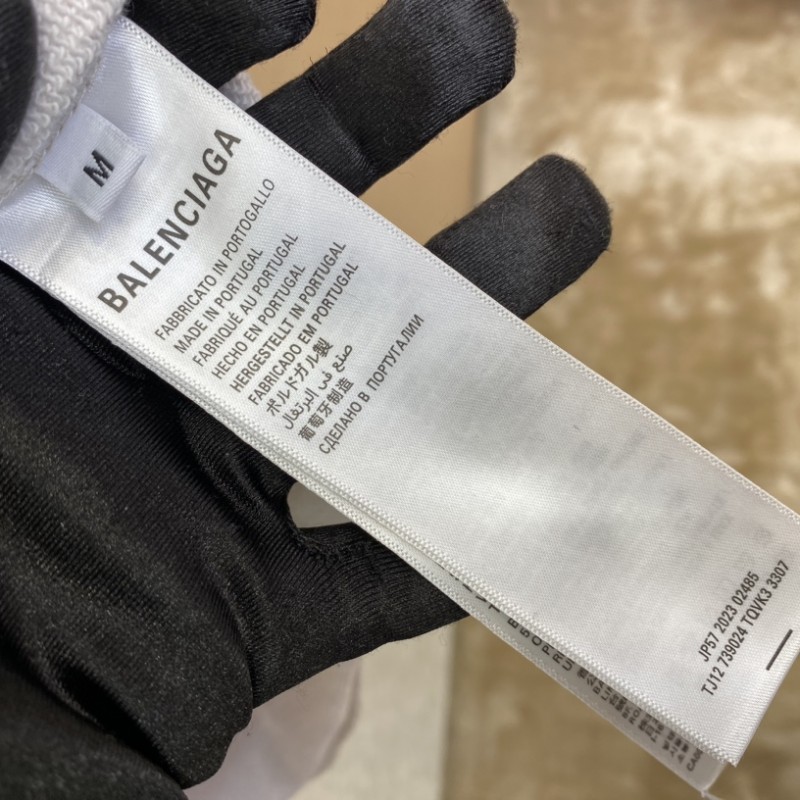 M
BALENCIAGA
FABBRICATO IN PORTOGALLO
MADE IN PORTUGAL
FABRIQUÉ AU PORTUGAL
HECHO EN PORTUGAL
HERGESTELLT IN PORTUGAL
FABRICADO EM PORTUGAL
ポルトガル製
صنع في البرتغال
葡萄牙制造
СДЕЛАНО В ПОРТУГАЛИИ
JP57 2023 02485
TJ12 739024 TQVK3 3307